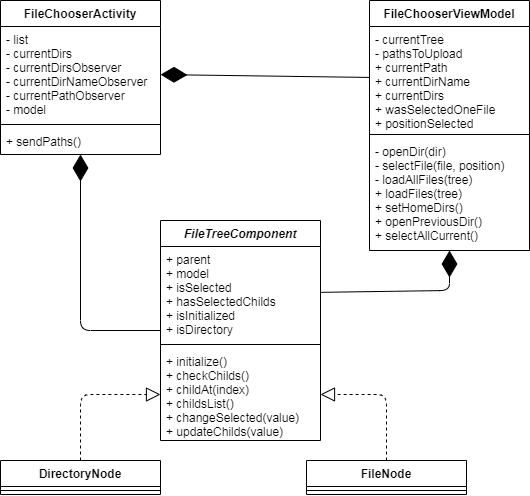 FileChooserActivity
- list
- currentDirs
- currentDirsObserver
- currentDirNameObserver
- currentPathObserver
- model
+ sendPaths()
FileChooserViewModel
- currentTree
- pathsToUpload
+ currentPath
+ currentDirName
+ currentDirs
+ wasSelectedOneFile
+ positionSelected
- openDir(dir)
- selectFile(file, position)
- loadAllFiles(tree)
+ loadFiles(tree)
+ setHomeDirs()
+ openPreviousDir()
+ selectAllCurrent()
FileTreeComponent
+ parent
+ model
+ isSelected
+ hasSelectedChilds
+ isInitialized
+ isDirectory
+ initialize()
+ checkChilds()
+ childAt(index)
+ childsList()
+ changeSelected(value)
+ updateChilds(value)
DirectoryNode
FileNode